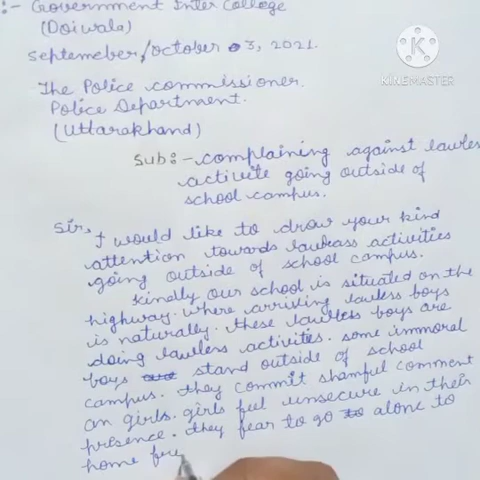 :- Government Inter College
(Doiwala)
Septemeber/October 3, 2021.
KINEMASTER
The Police commissioner.
Police Department.
(Uttarakhand)
Sub:- complaining against lawless
activite going outside of
school campus.
Sir,
I would like to draw your kind
attention towards lawless activities
going outside of school campus.
Kindly our school is situated on the
highway. where arriving lawless boys
is naturally. these lawless boys are
doing lawless activities. some immoral
boys stand outside of school
campus. they commit shamful comment
on girls. girls feel unsecure in their
presence. they fear to go alone to
home